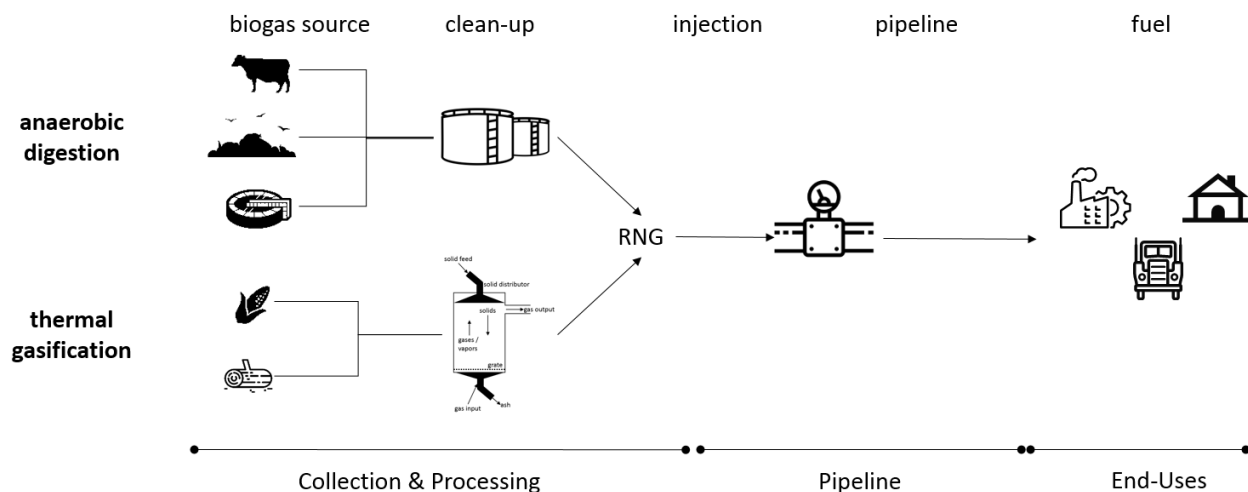 biogas source
clean-up
injection
pipeline
fuel
anaerobic
digestion
RNG
thermal
gasification
solid feed
solid distributor
solids
gas output
gases /
vapors
grate
gas input
ash
Collection & Processing
Pipeline
End-Uses